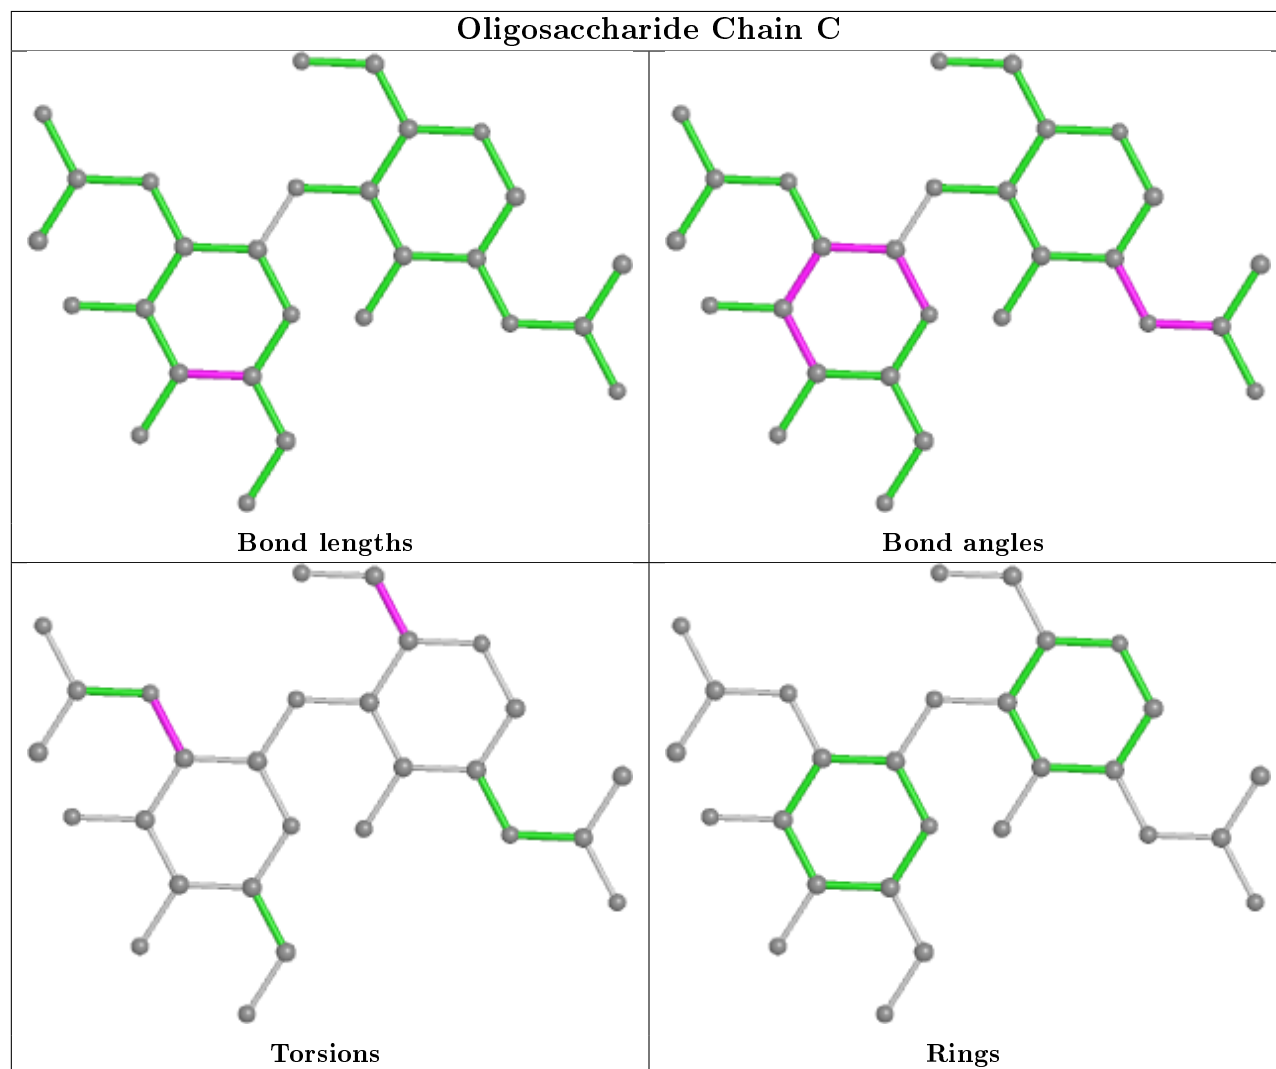 Oligosaccharide Chain C
Bond lengths
Bond angles
Torsions
Rings